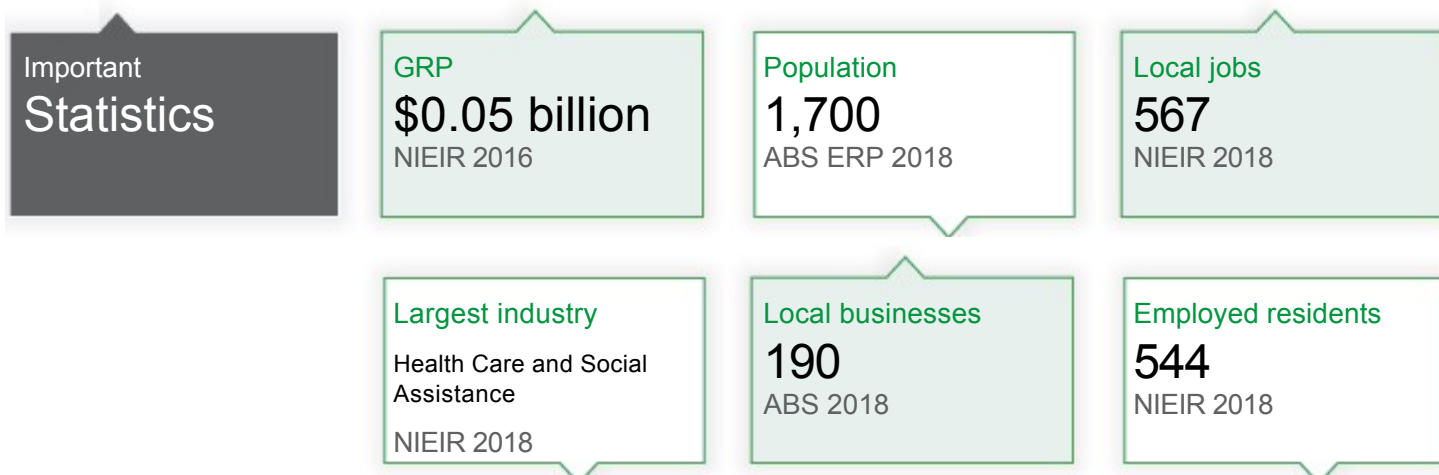 Important
Statistics
GRP
$0.05 billion
NIEIR 2016
Population
1,700
ABS ERP 2018
Local jobs
567
NIEIR 2018
Largest industry
Health Care and Social
Assistance
NIEIR 2018
Local businesses
190
ABS 2018
Employed residents
544
NIEIR 2018